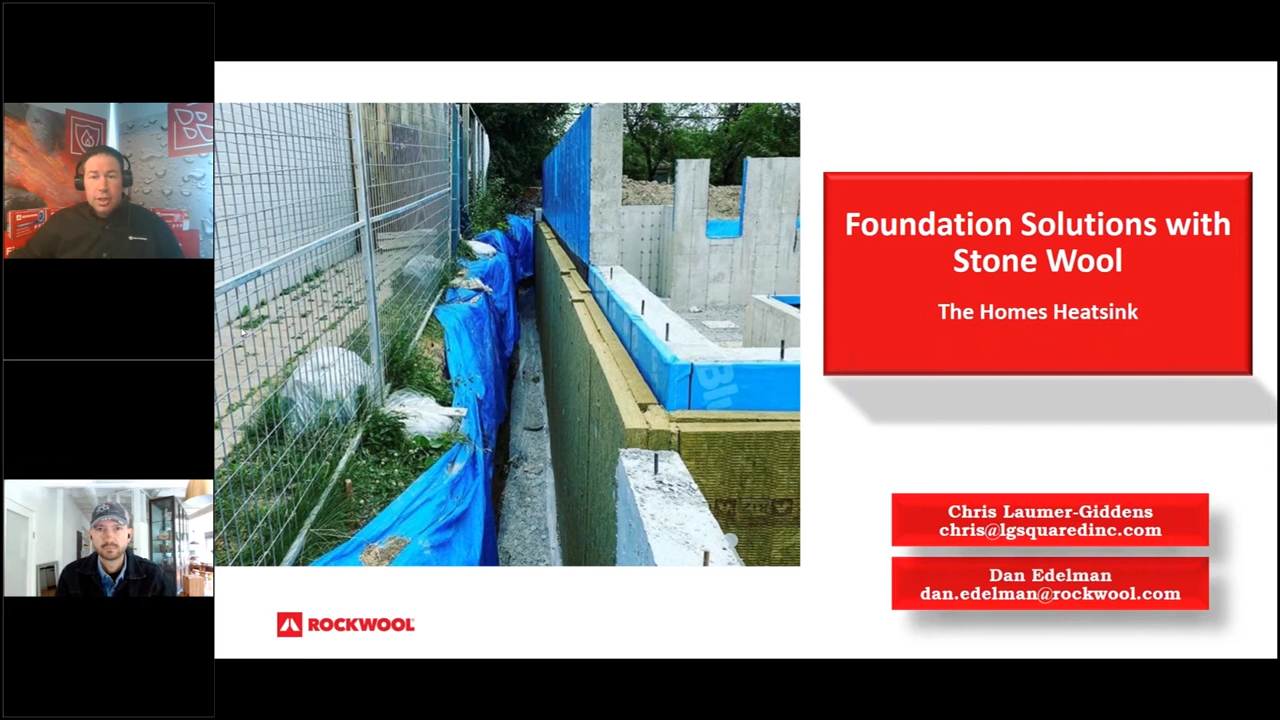 Foundation Solutions with
Stone Wool
The Homes Heatsink
Chris Laumer-Giddens
chris@lgsquaredinc.com
Dan Edelman
dan.edelman@rockwool.com
ROCKWOOL